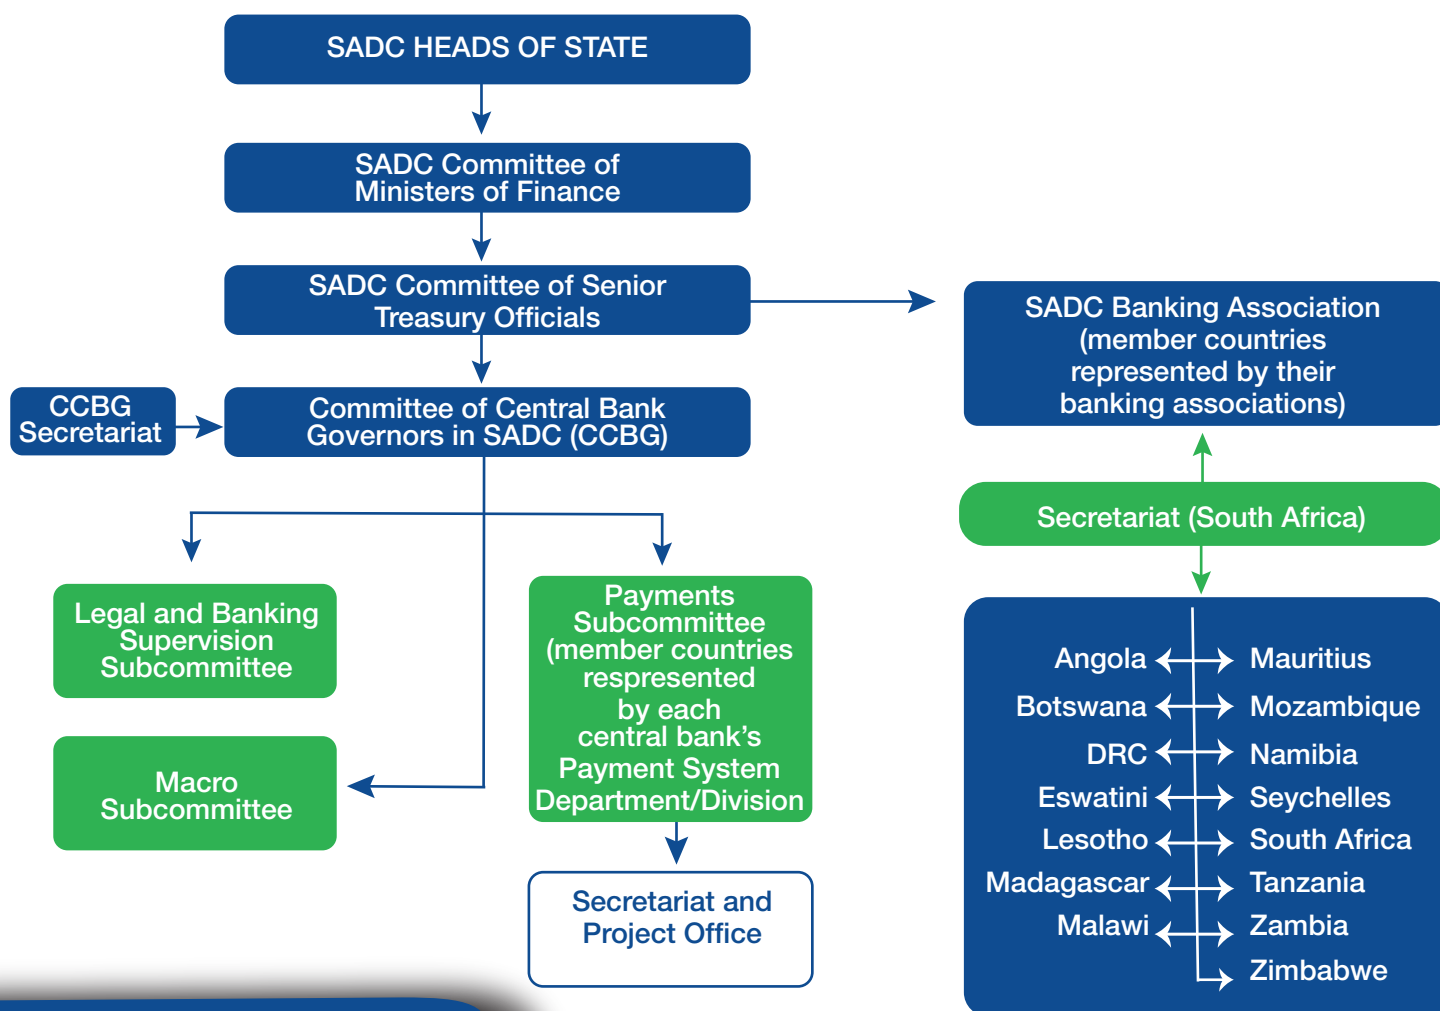 SADC HEADS OF STATE
SADC Committee of
Ministers of Finance
SADC Committee of Senior
Treasury Officials
CCBG
Secretariat
Committee of Central Bank
Governors in SADC (CCBG)
Legal and Banking
Supervision
Subcommittee
Macro
Subcommittee
Payments
Subcommittee
(member countries
respresented
by each
central bank's
Payment System
Department/Division
Secretariat and
Project Office
SADC Banking Association
(member countries
represented by their
banking associations)
Secretariat (South Africa)
Angola Mauritius
Botswana Mozambique
DRC Namibia
Eswatini Seychelles
Lesotho South Africa
Madagascar Tanzania
Malawi Zambia
Zimbabwe